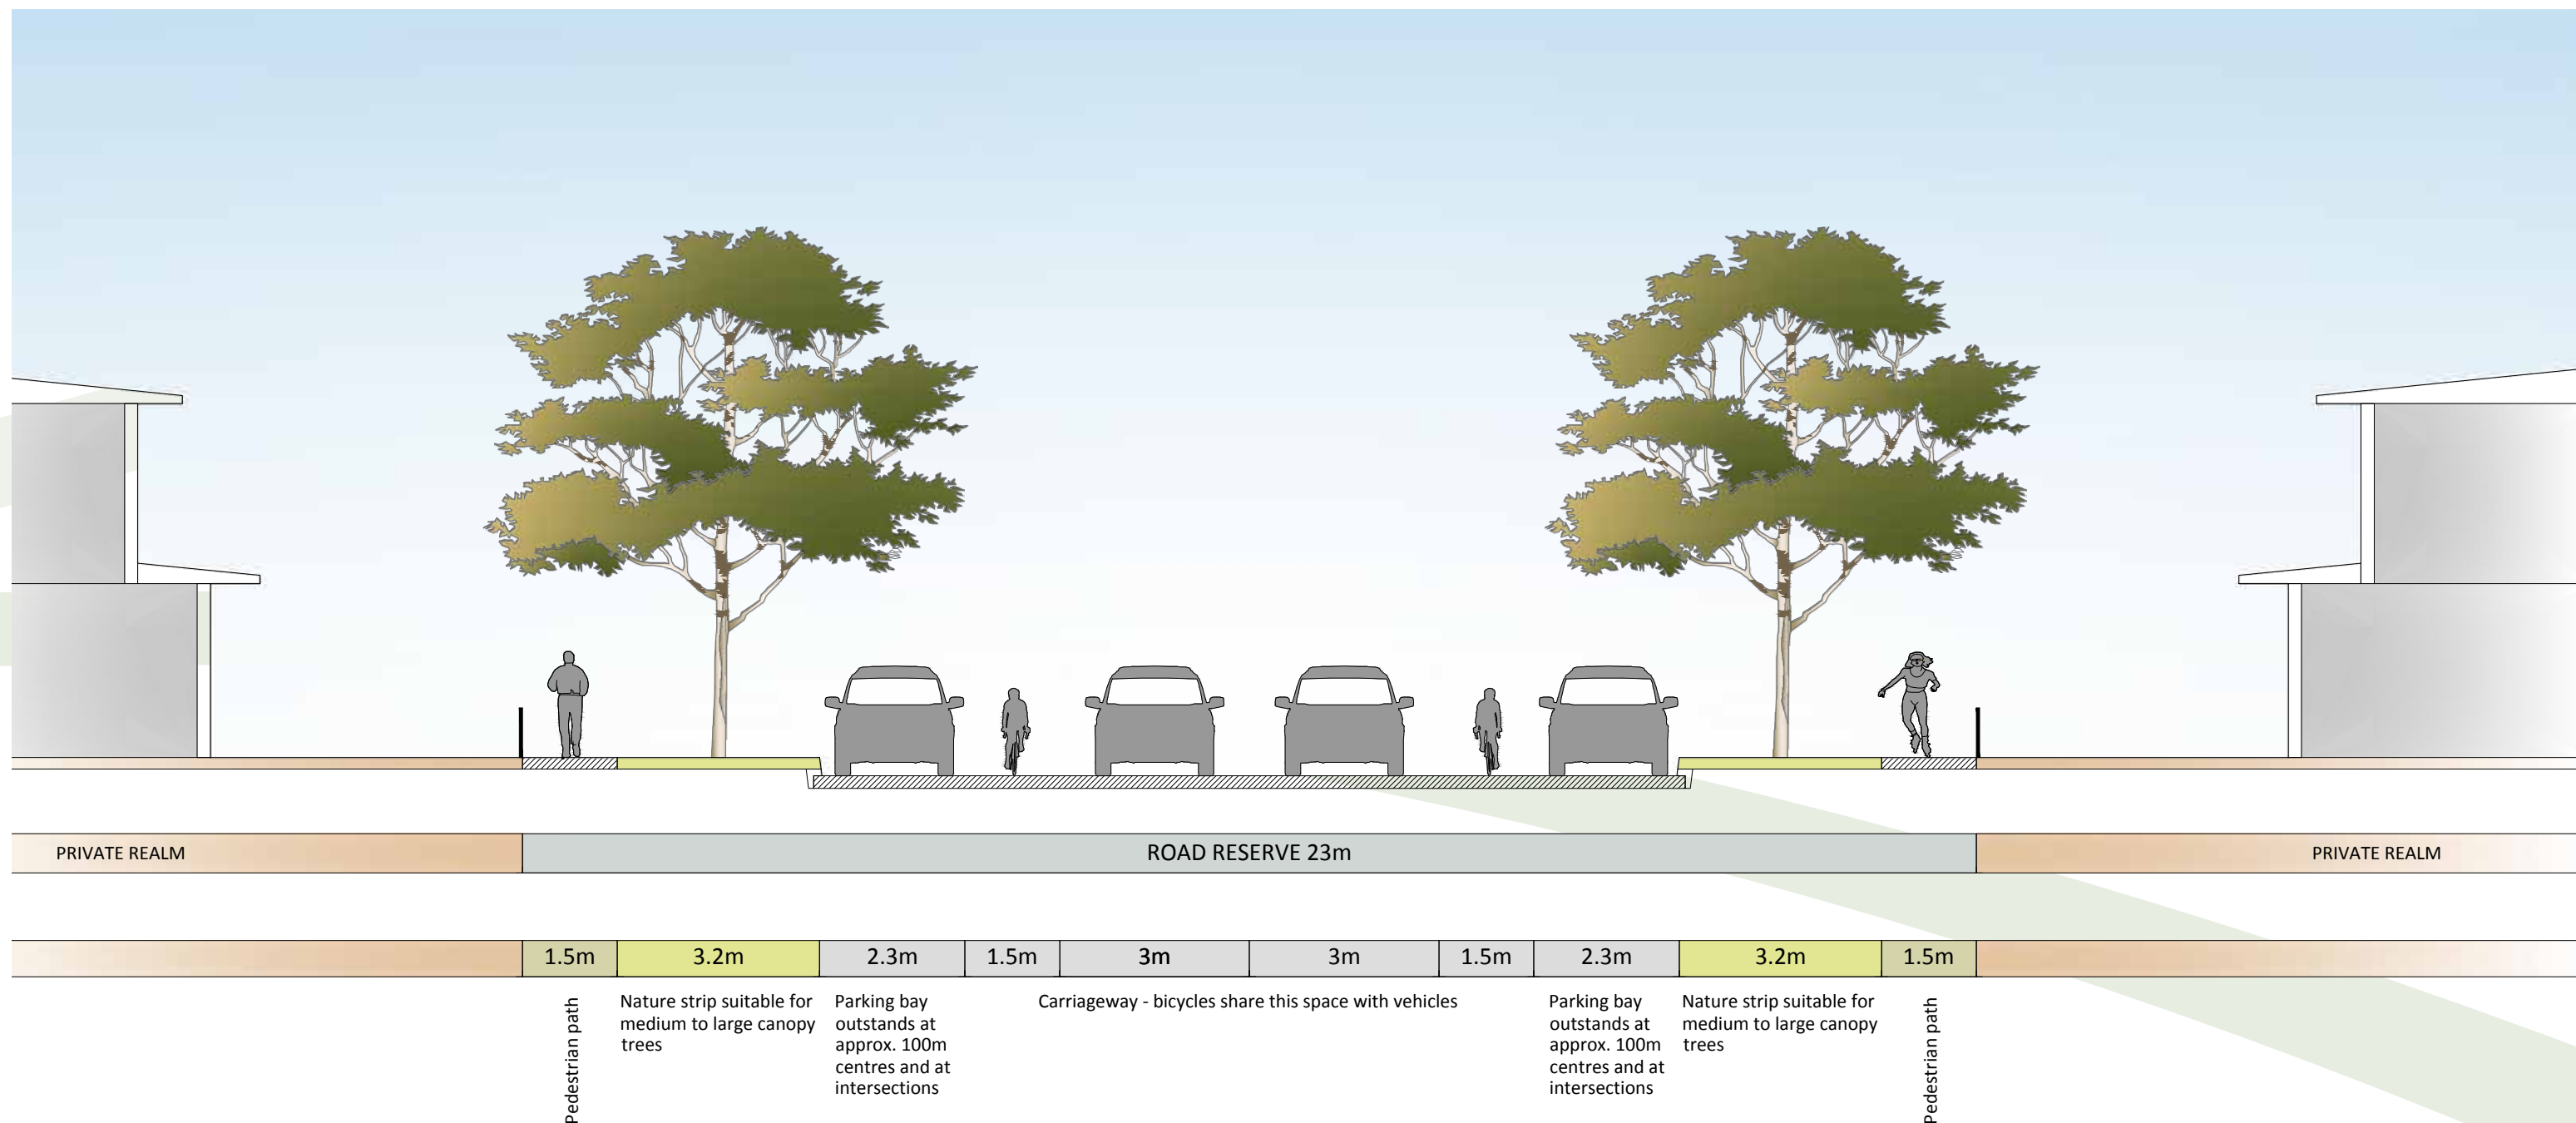 PRIVATE REALM
ROAD RESERVE 23m
PRIVATE REALM
1.5m
3.2m
2.3m
1.5m
3m
3m
1.5m
2.3m
3.2m
1.5m
Pedestrian path
Nature strip suitable for
medium to large canopy
trees
Parking bay
outstands at
approx. 100m
centres and at
intersections
Carriageway - bicycles share this space with vehicles
Parking bay
outstands at
approx. 100m
centres and at
intersections
Nature strip suitable for
medium to large canopy
trees
Pedestrian path